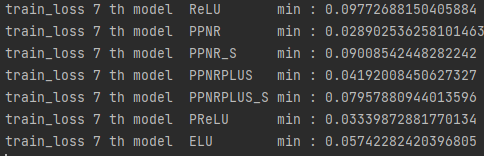 train_loss 7 th model  ReLU       min : 0.09772688150405884
train_loss 7 th model  PPNR       min : 0.028902536258101463
train_loss 7 th model  PPNR_S     min : 0.09008542448282242
train_loss 7 th model  PPNRPLUS   min : 0.04192008450627327
train_loss 7 th model  PPNRPLUS_S min : 0.07957880944013596
train_loss 7 th model  PReLU      min : 0.03339872881770134
train_loss 7 th model  ELU        min : 0.05742282420396805